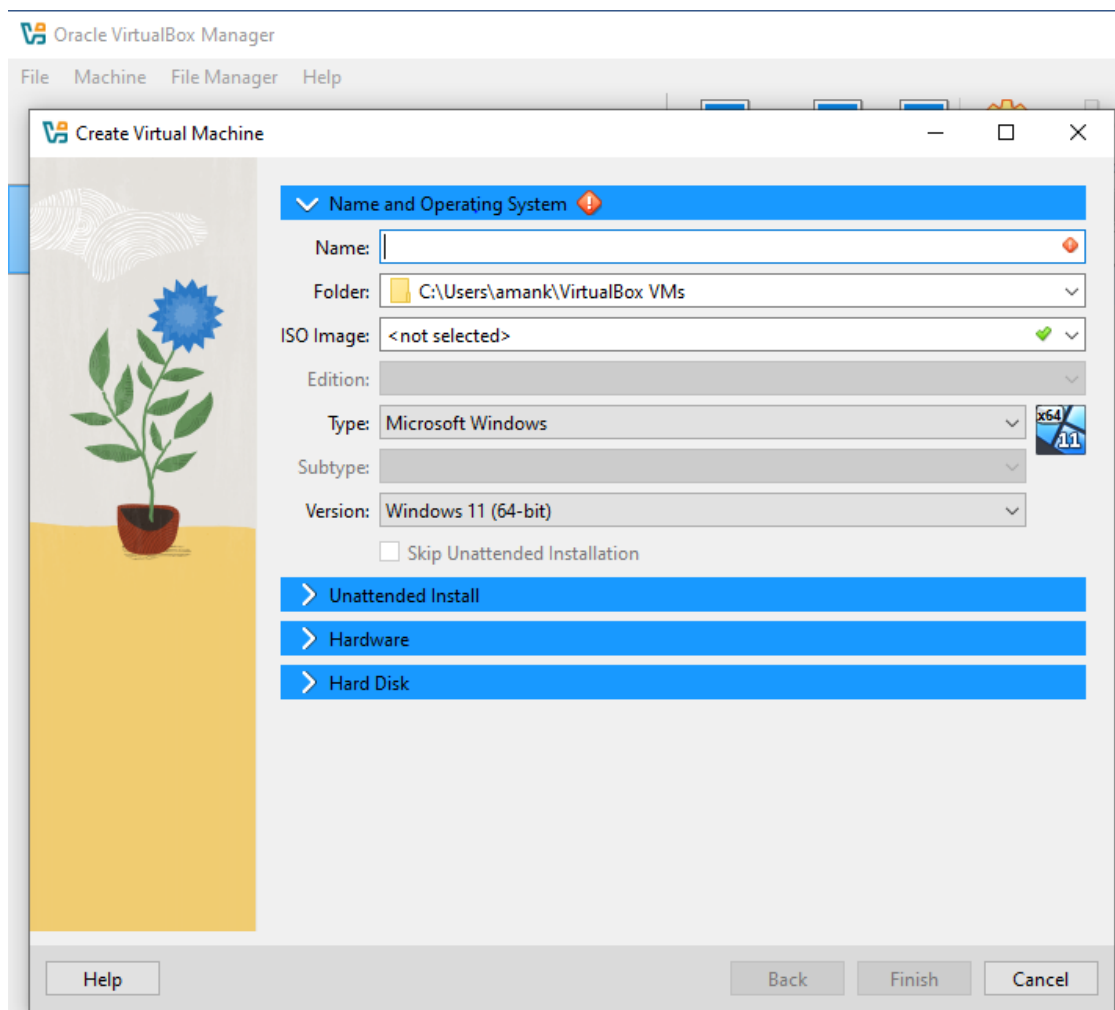 Oracle VirtualBox Manager
File Machine File Manager Help
Create Virtual Machine
Name and Operating System
Name:
Folder: C:\Users\amank\VirtualBox VMs
ISO Image: <not selected>
Edition:
Type: Microsoft Windows
x64
11
Subtype:
Version: Windows 11 (64-bit)
Skip Unattended Installation
Unattended Install
Hardware
Hard Disk
Help Back Finish Cancel